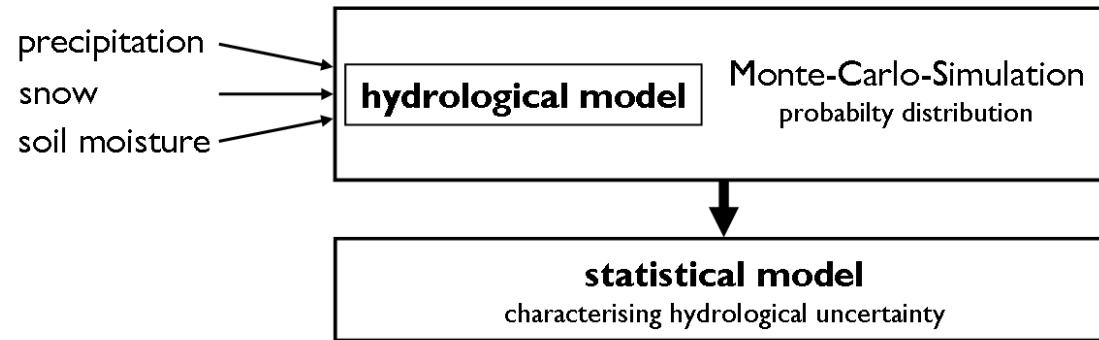 precipitation
snow
soil moisture
hydrological model
Monte-Carlo-Simulation
probabilty distribution
statistical model
characterising hydrological uncertainty